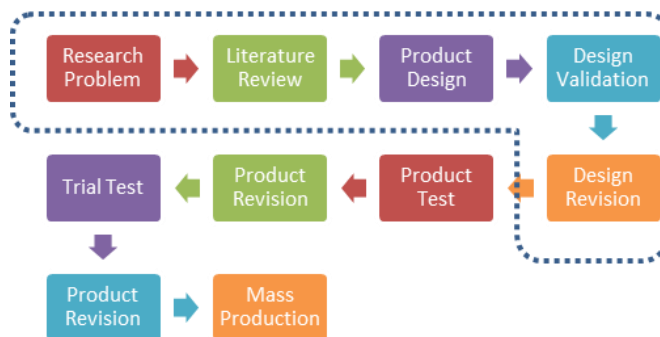 Research
Problem
Literature
Review
Product
Design
Design
Validation
Design
Revision
Product
Test
Product
Revision
Trial Test
Product
Revision
Mass
Production